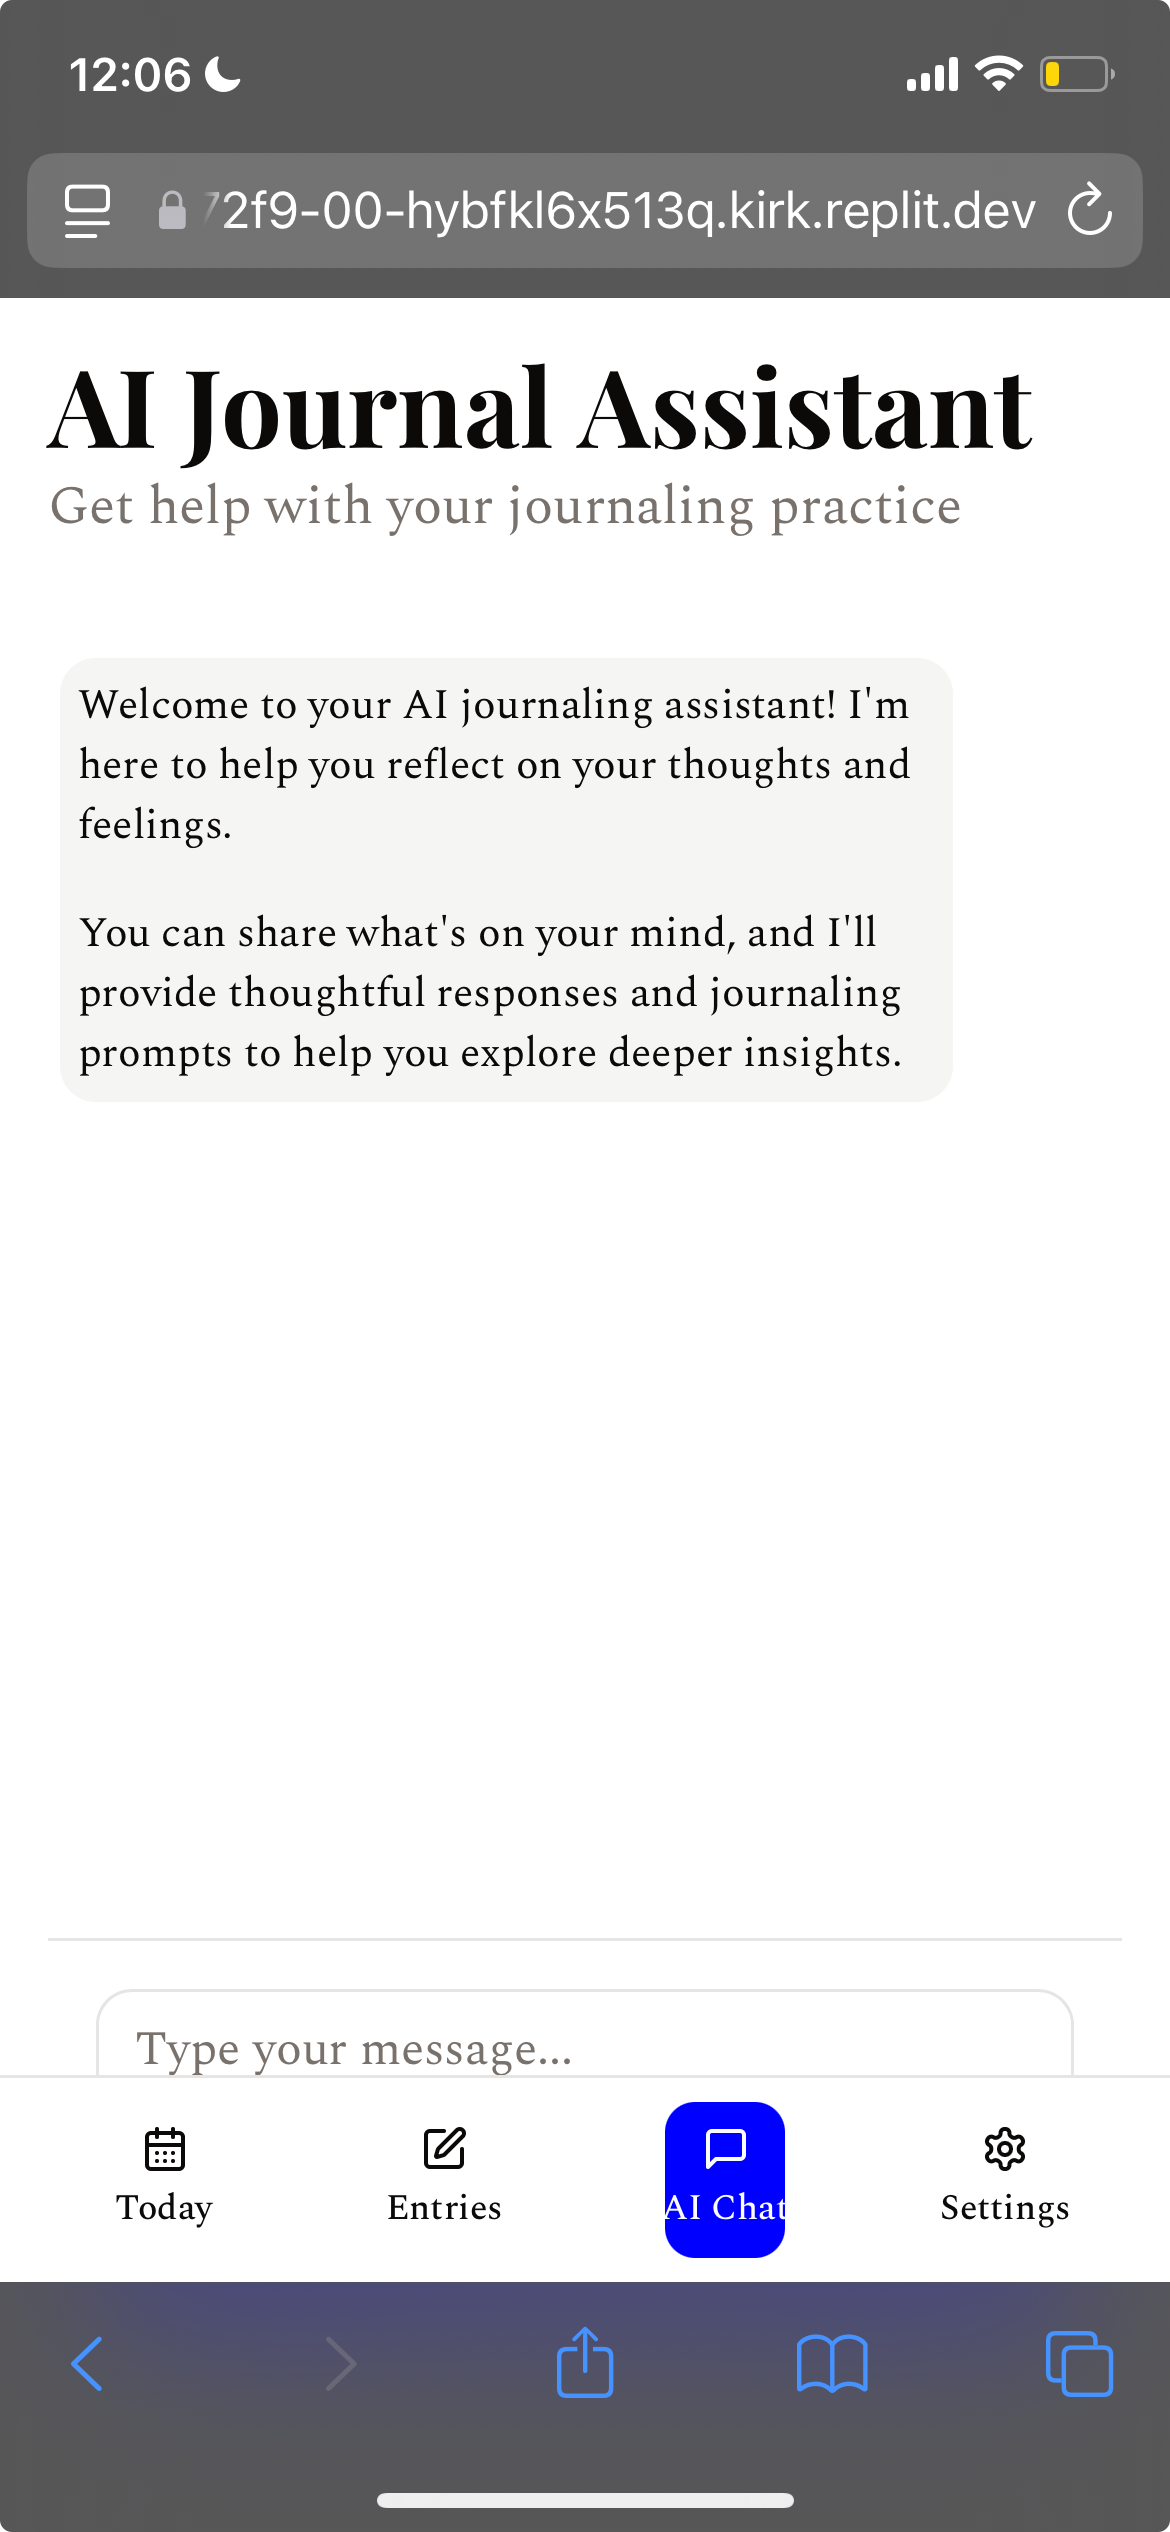 12:06
72f9-00-hybfkl6x513q.kirk.replit.dev
AI Journal Assistant
Get help with your journaling practice
Welcome to your AI journaling assistant! I'm
here to help you reflect on your thoughts and
feelings.
You can share what's on your mind, and I'll
provide thoughtful responses and journaling
prompts to help you explore deeper insights.
Type your message...
Today
Entries
AI Chat
Settings